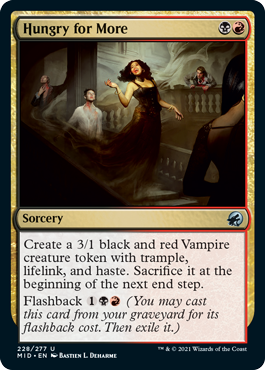 Hungry for More
Sorcery
Create a 3/1 black and red Vampire
creature token with trample,
lifelink, and haste. Sacrifice it at the
beginning of the next end step.
Flashback 1 (You may cast
this card from your graveyard for its
flashback cost. Then exile it.)
228/277 U
MID • EN Bastien L. Deharme
™ & © 2021 Wizards of the Coast